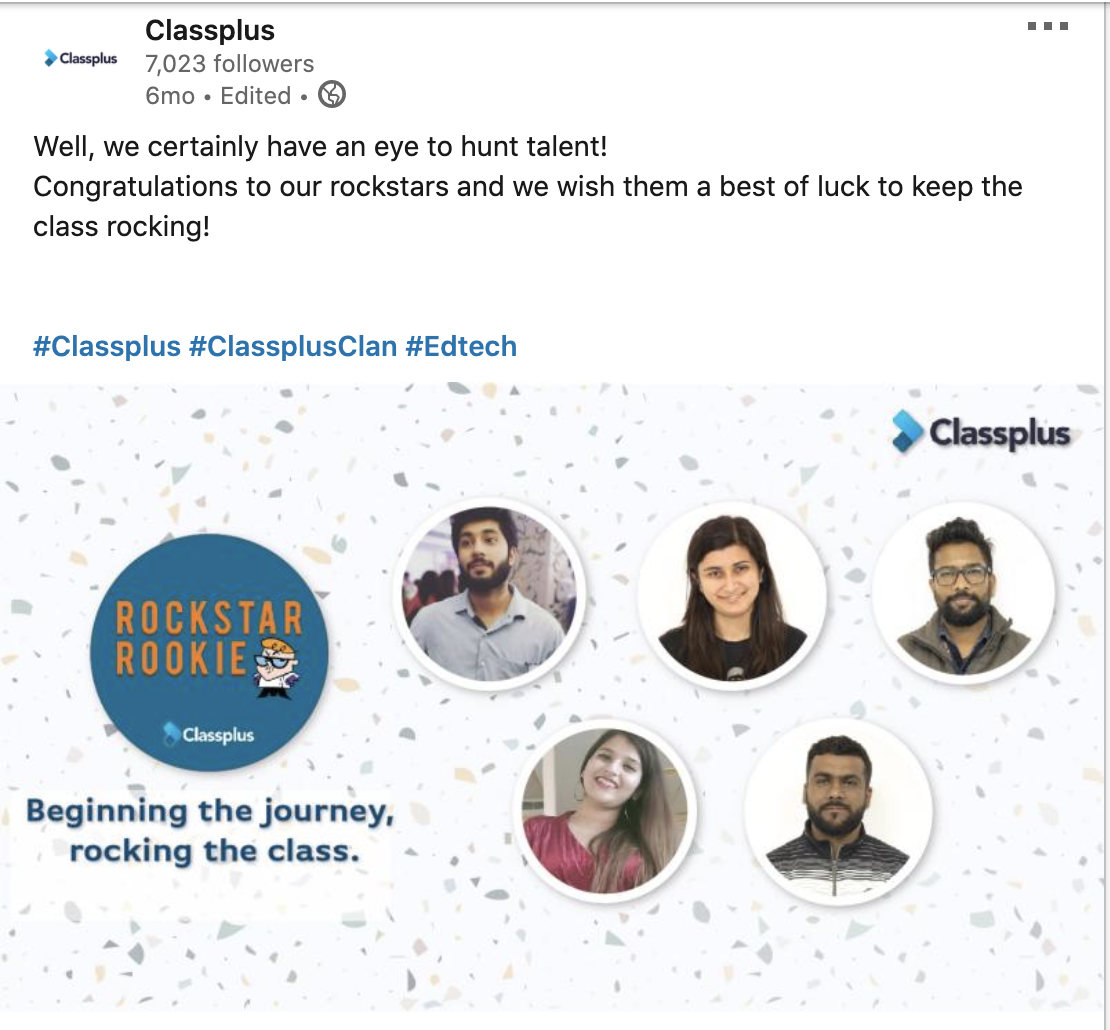 Classplus
Classplus
7,023 followers
6mo • Edited •
Well, we certainly have an eye to hunt talent!
Congratulations to our rockstars and we wish them a best of luck to keep the
class rocking!
#Classplus #ClassplusClan #Edtech
Classplus
ROCKSTAR
ROOKIE
Classplus
Beginning the journey,
rocking the class.